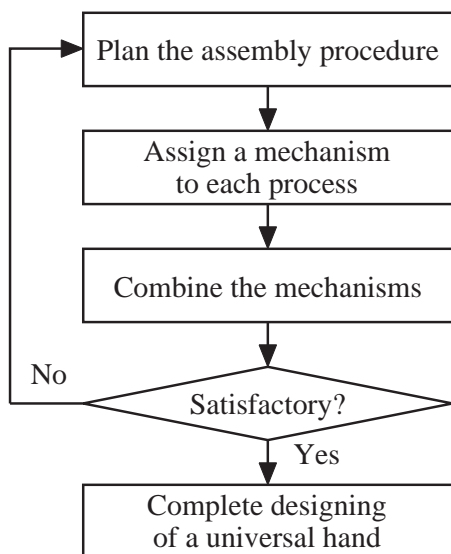 Plan the assembly procedure
Assign a mechanism
to each process
Combine the mechanisms
No
Satisfactory?
Yes
Complete designing
of a universal hand